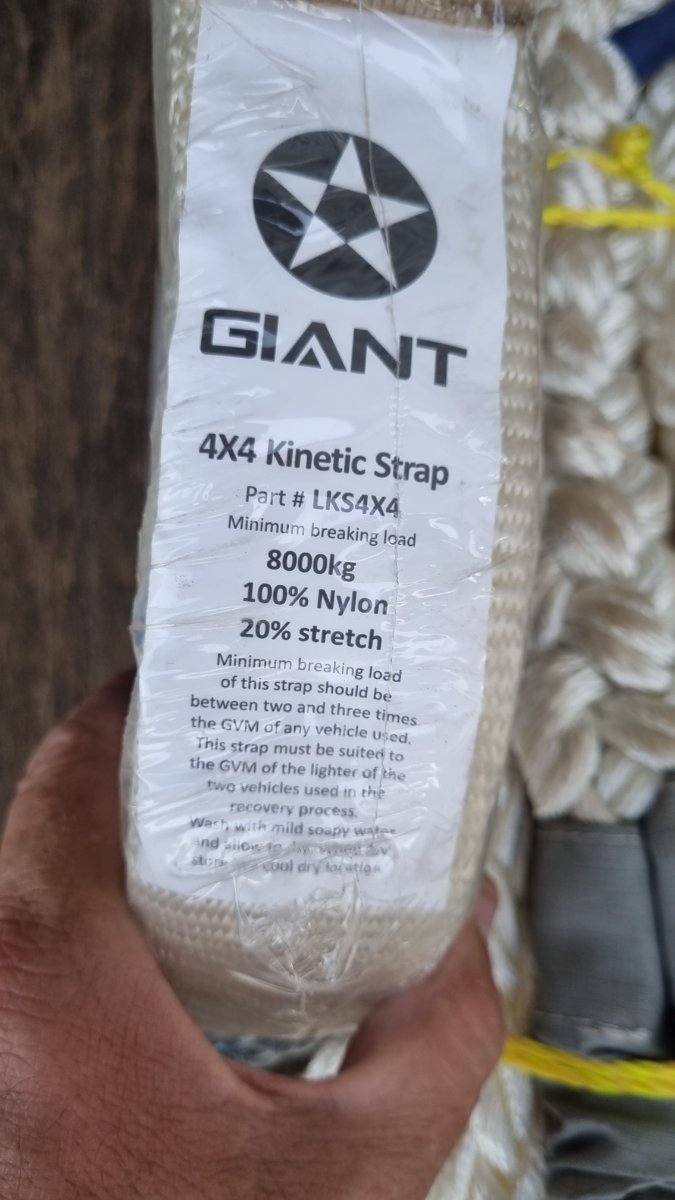 GIANT
4X4 Kinetic Strap
Part # LKS4X4
Minimum breaking load
8000kg
100% Nylon
20% stretch
Minimum breaking load
of this strap should be
between two and three times
the GVM of any vehicle used.
This strap must be suited to
the GVM of the lighter of the
two vehicles used in the
recovery process.
Wash with mild soapy water
and allow to
cool dry location